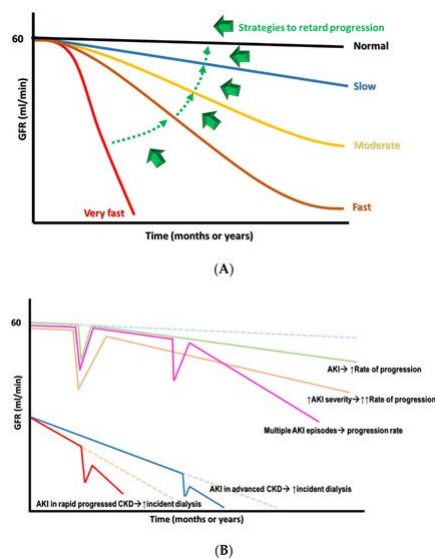 Strategies to retard progression
60
Normal
Slow
GFR (ml/min)
Moderate
Very fast
Fast
Time (months or years)
(A)
60
AKI→ ↑Rate of progression
GFR (ml/min)
↑AKI severity→↑↑Rate of progression
Multiple AKI episodes→ progression rate
AKI in advanced CKD→ ↑incident dialysis
AKI in rapid progressed CKD→ ↑incident dialysis
Time (months or years)
(B)